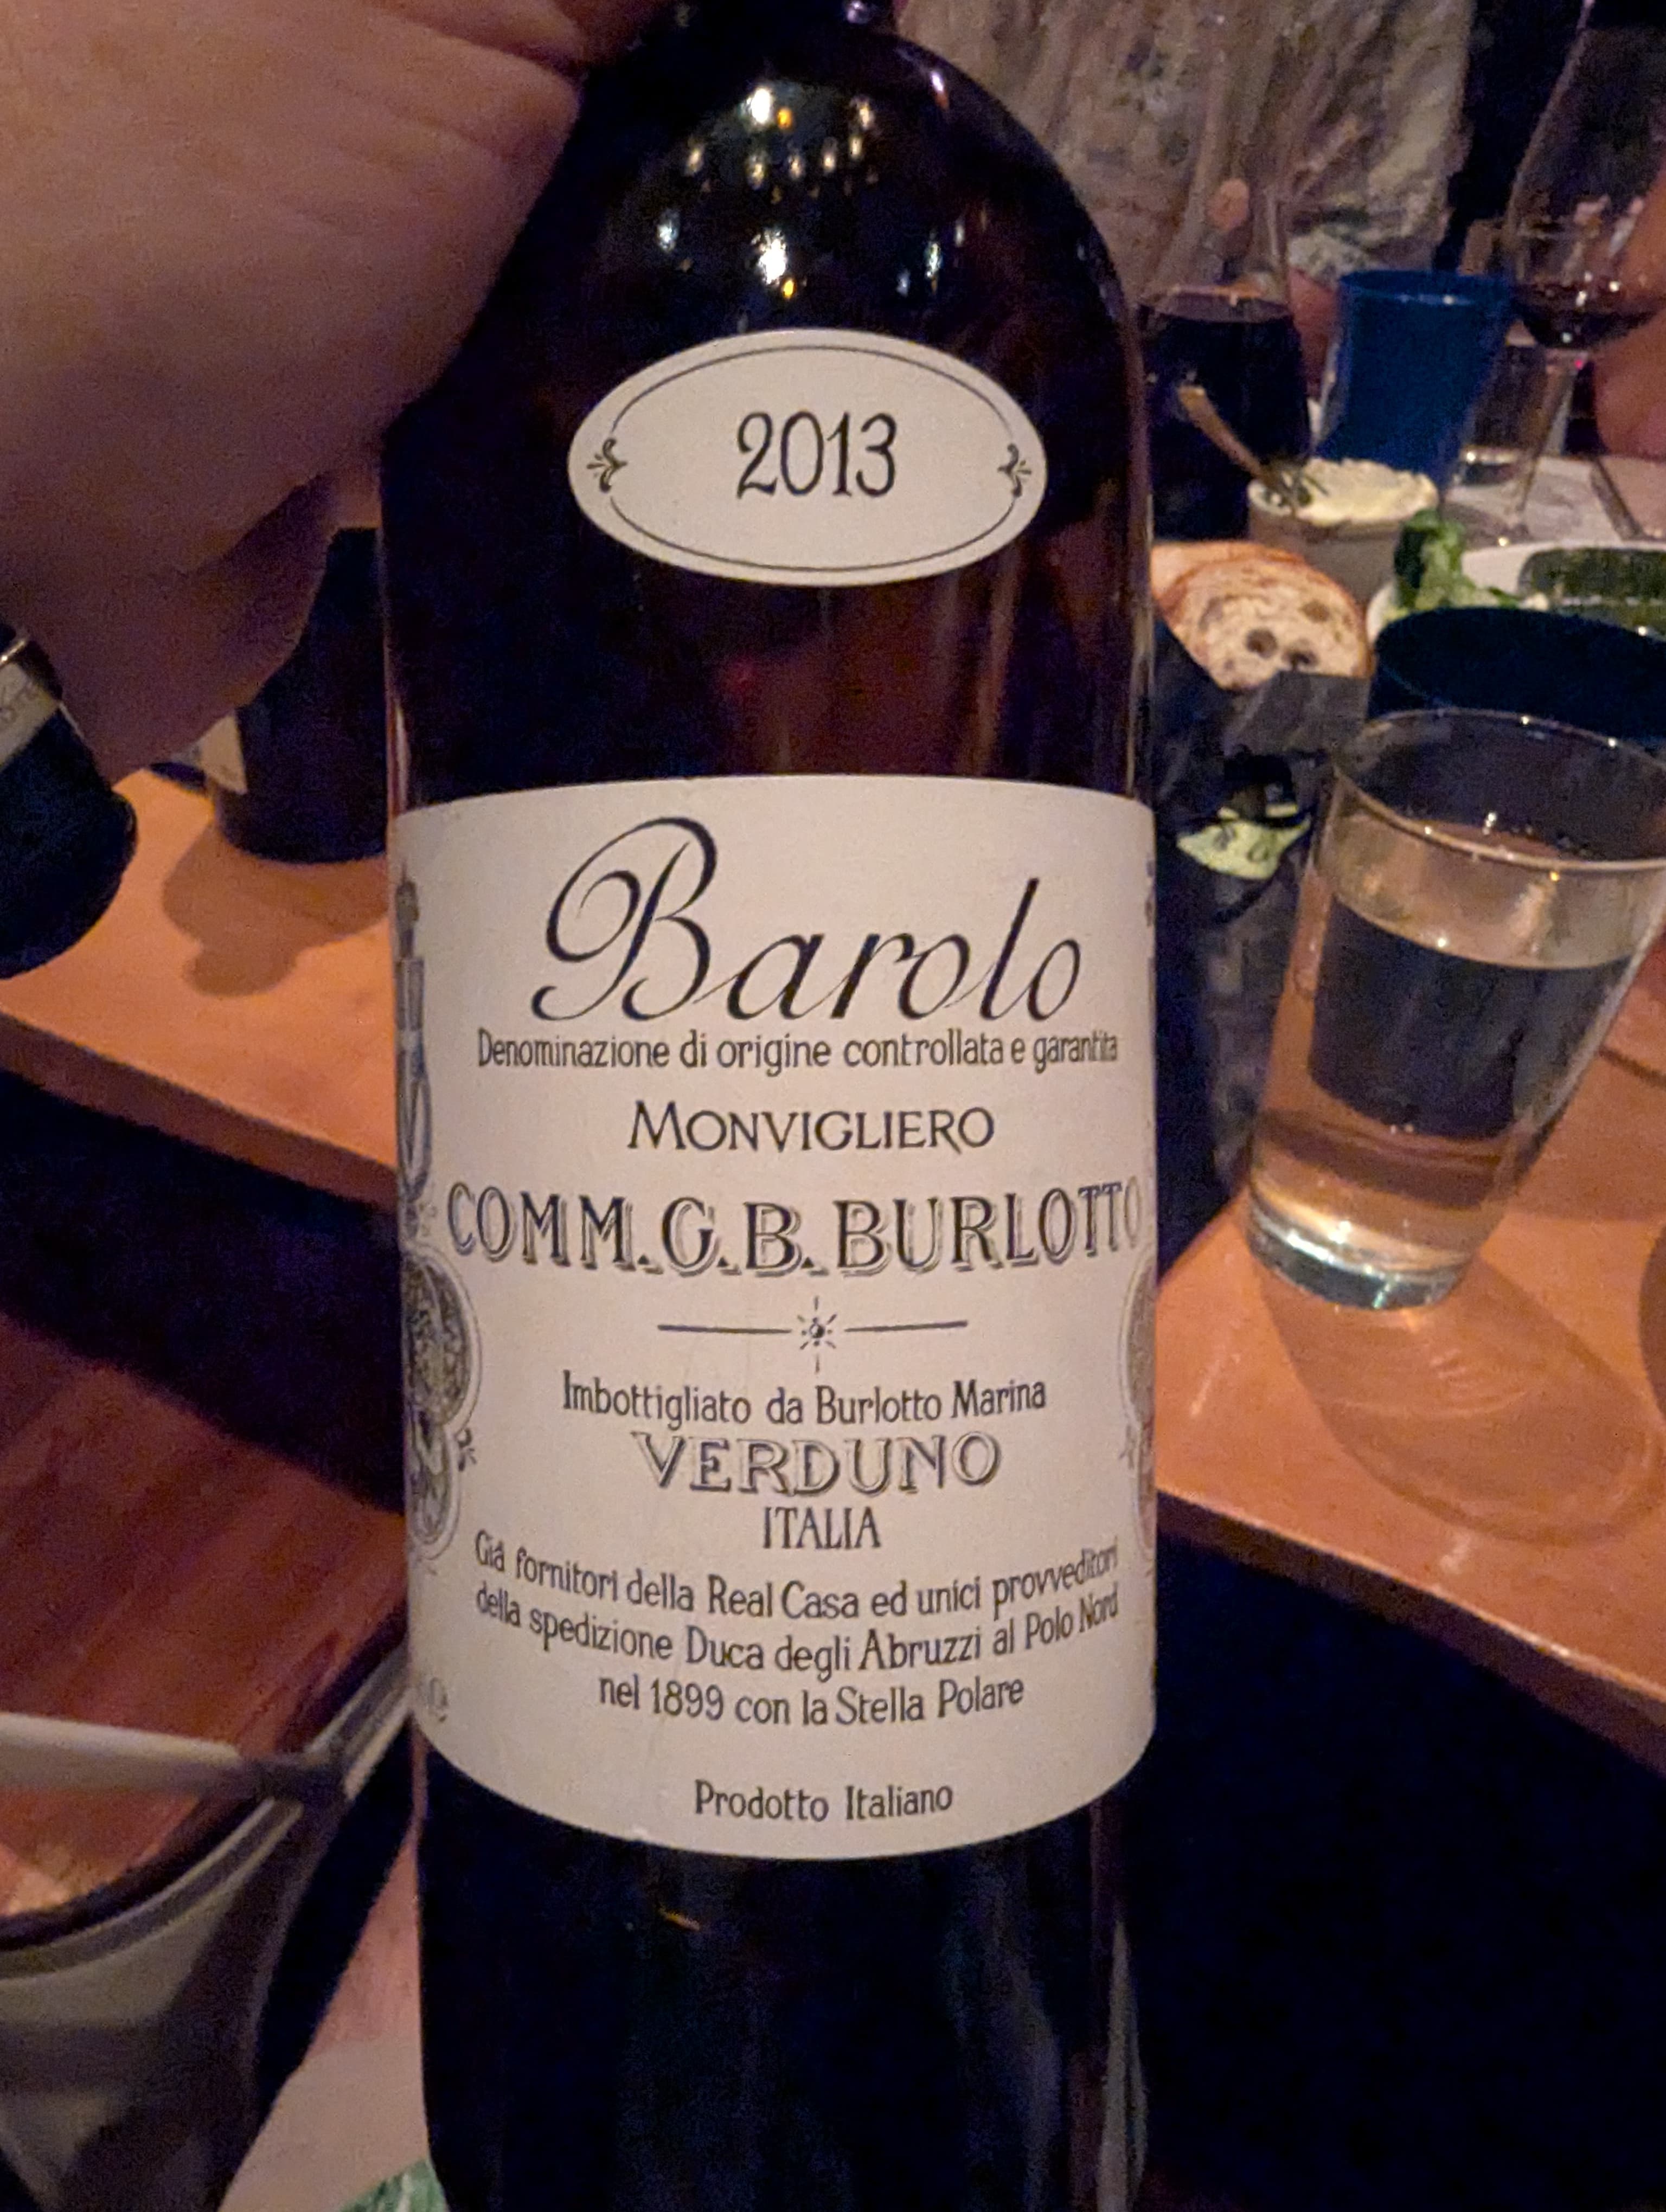 2013
Barolo
Denominazione di origine controllata e garantita
MONVIGLIERO
COMM. G.B. BURLOTTO
Imbottigliato da Burlotto Marina
VERDUNO
ITALIA
Già fornitori della Real Casa ed unici provveditori
della spedizione Duca degli Abruzzi al Polo Nord
nel 1899 con la Stella Polare
Prodotto Italiano